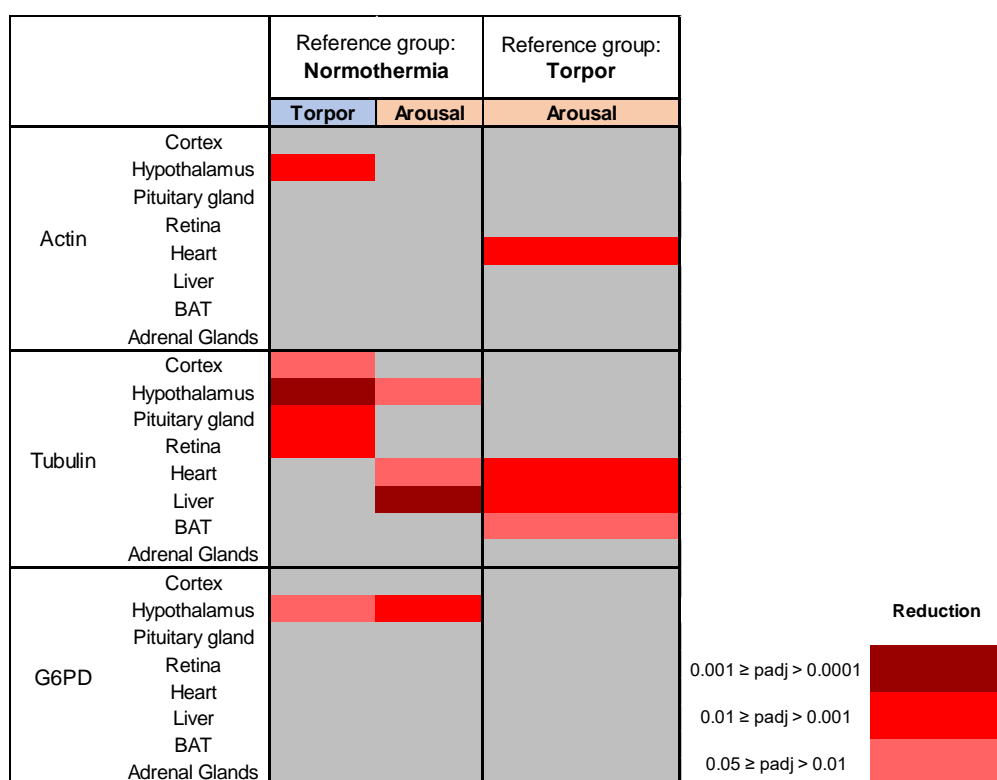 Reference group:
Normothermia
Reference group:
Torpor
Torpor Arousal Arousal
Actin
Cortex
Hypothalamus
Pituitary gland
Retina
Heart
Liver
BAT
Adrenal Glands
Tubulin
Cortex
Hypothalamus
Pituitary gland
Retina
Heart
Liver
BAT
Adrenal Glands
G6PD
Cortex
Hypothalamus
Pituitary gland
Retina
Heart
Liver
BAT
Adrenal Glands
Reduction
0.001 ≥ padj > 0.0001
0.01 ≥ padj > 0.001
0.05 ≥ padj > 0.01